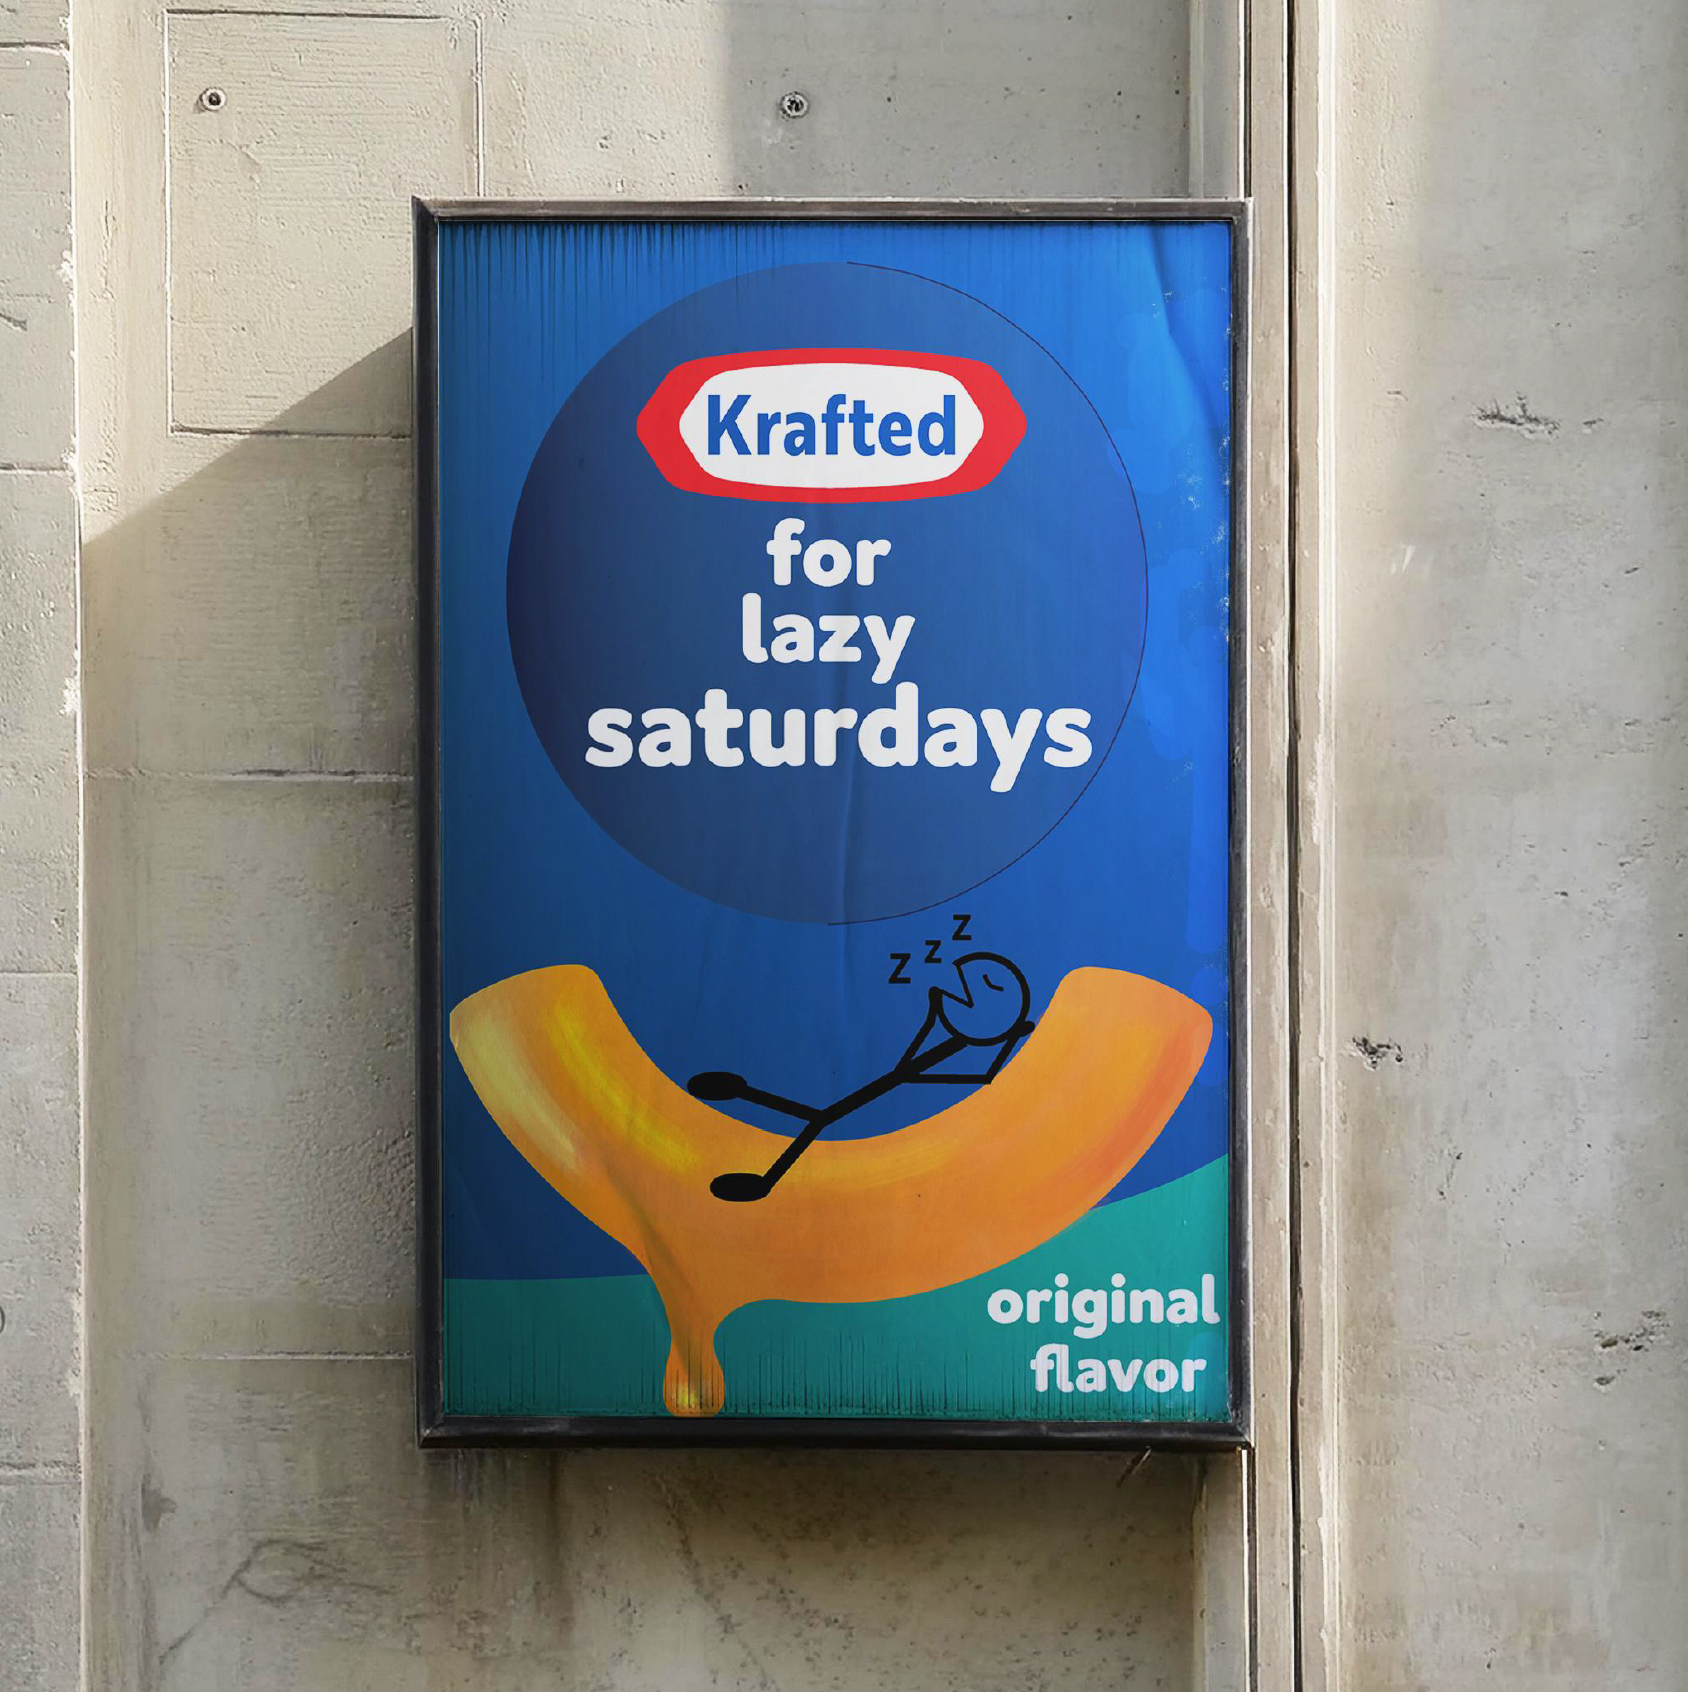 Krafted
for
lazy
saturdays
z z z
original
flavor